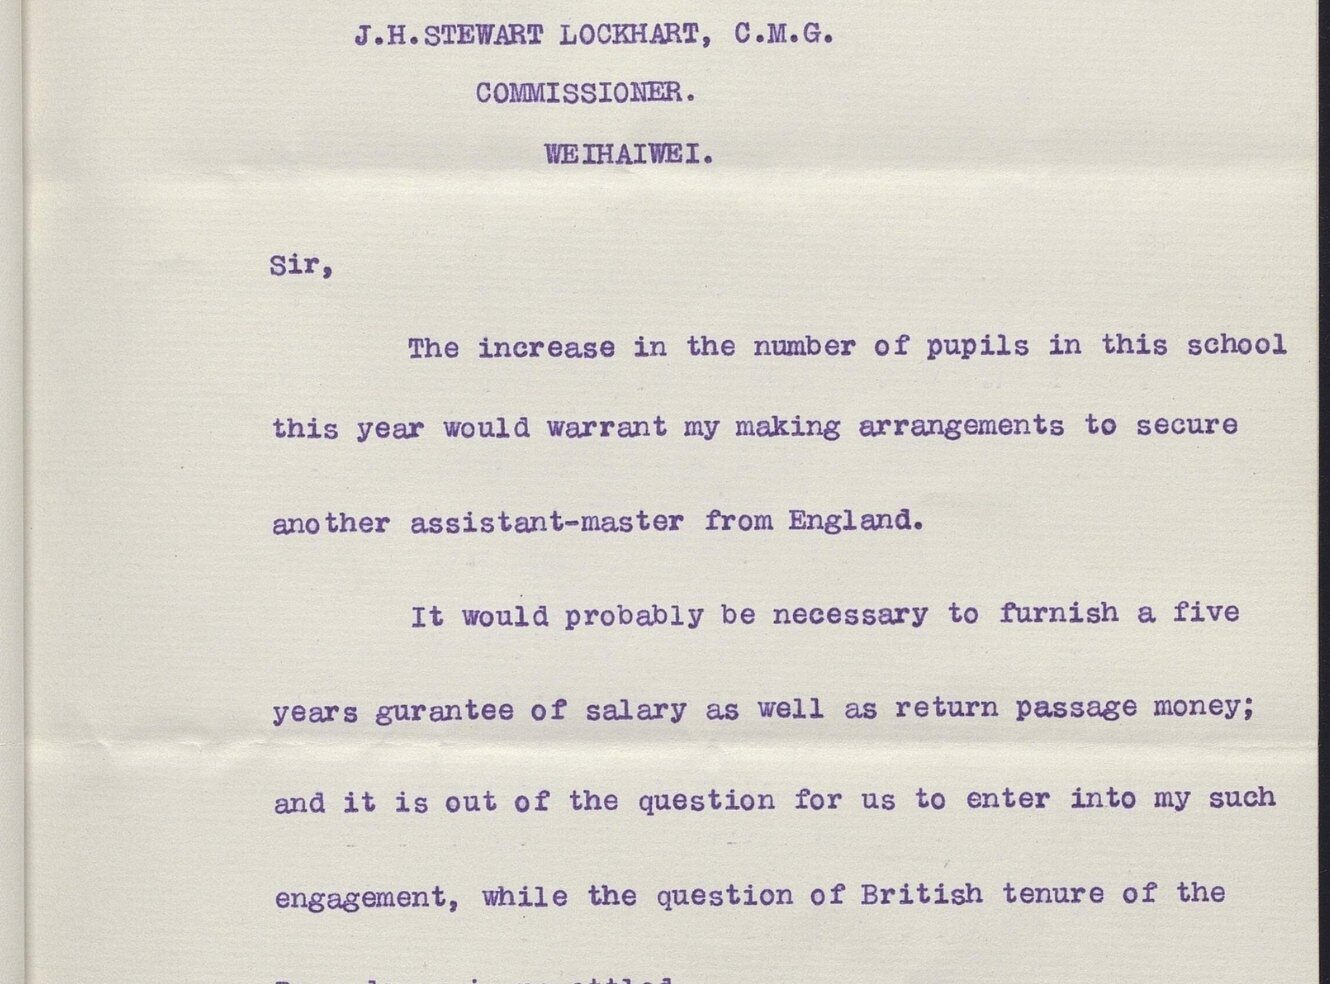 J.H.STEWART LOCKHART, C.M.G.
COMMISSIONER.
WEIHAIWEI.
Sir,
The increase in the number of pupils in this school
this year would warrant my making arrangements to secure
another assistant-master from England.
It would probably be necessary to furnish a five
years gurantee of salary as well as return passage money;
and it is out of the question for us to enter into my such
engagement, while the question of British tenure of the